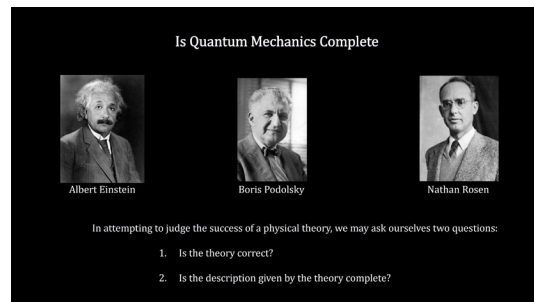 Is Quantum Mechanics Complete
Albert Einstein
Boris Podolsky
Nathan Rosen
In attempting to judge the success of a physical theory, we may ask ourselves two questions:
1. Is the theory correct?
2. Is the description given by the theory complete?